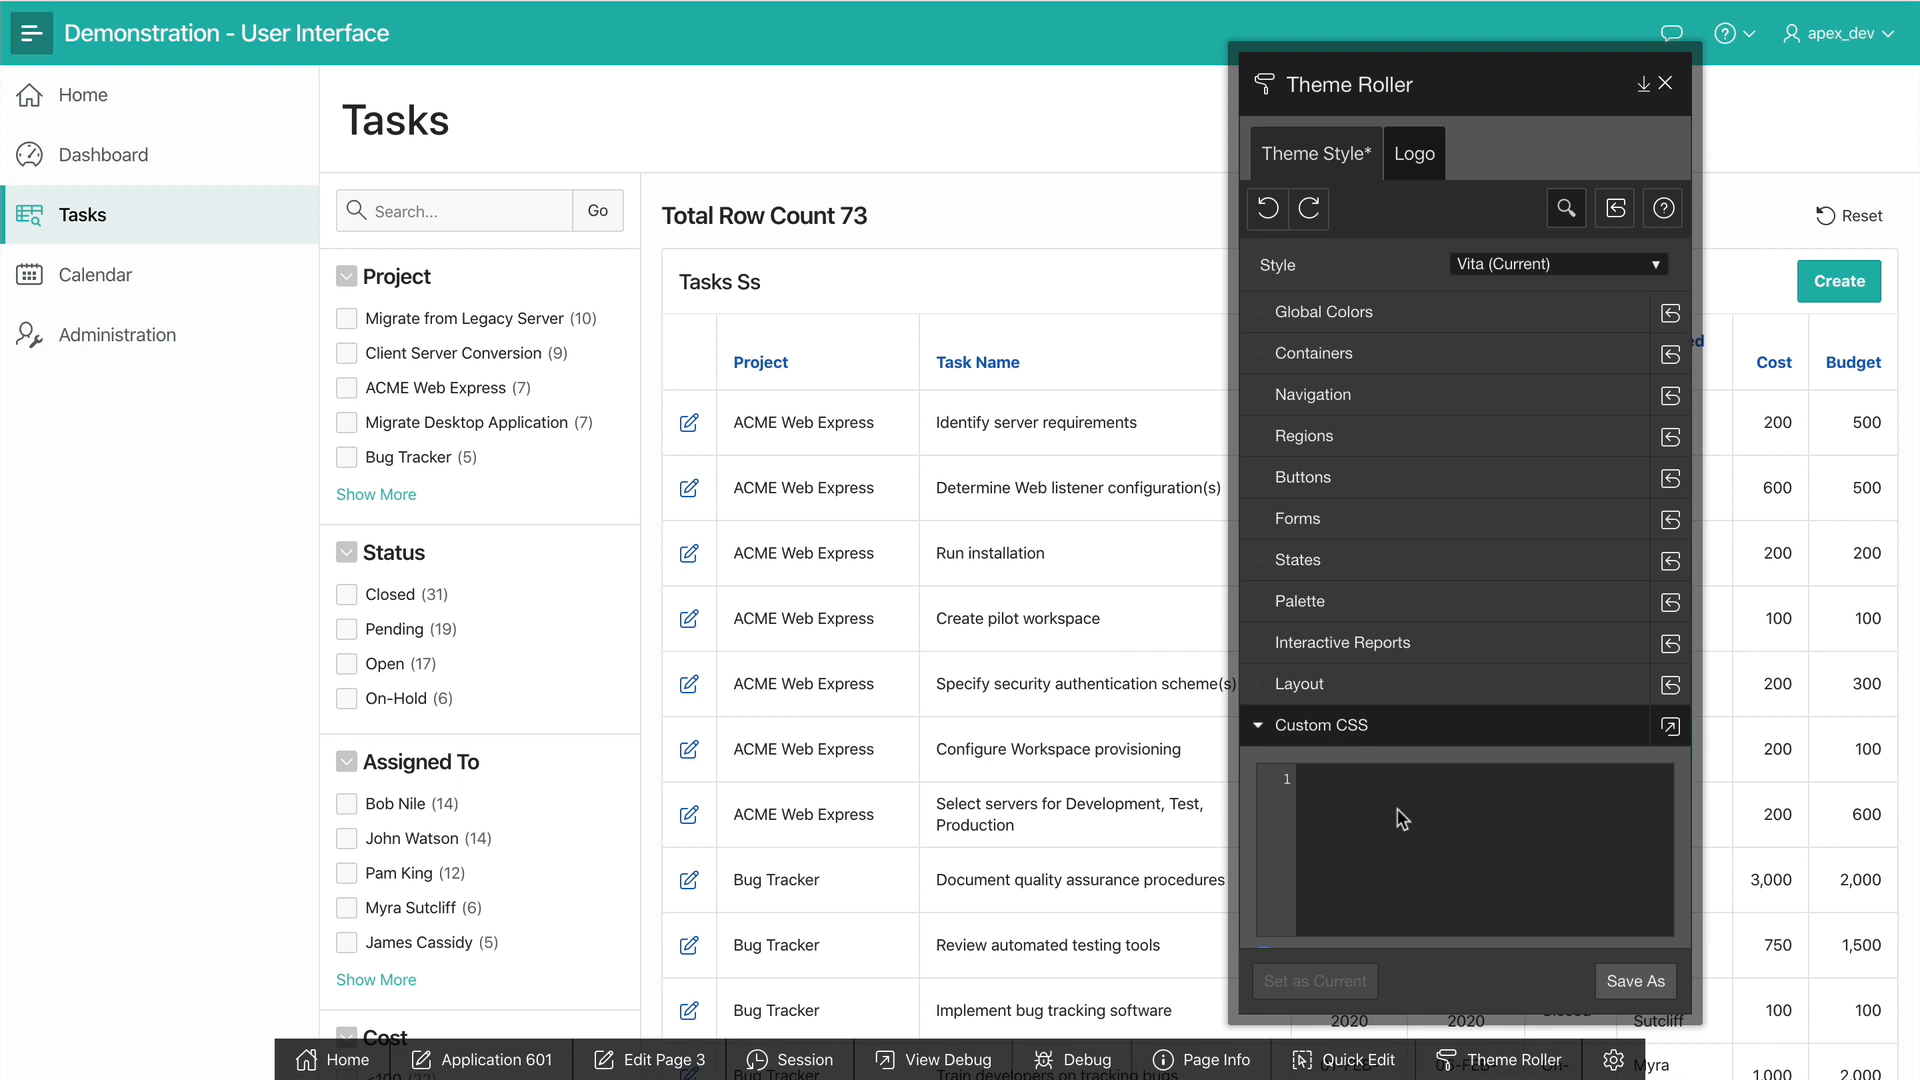 Demonstration - User Interface
apex_dev
Home
Dashboard
Tasks
Calendar
Administration
Tasks
Search...
Go
Project
Migrate from Legacy Server (10)
Client Server Conversion (9)
ACME Web Express (7)
Migrate Desktop Application (7)
Bug Tracker (5)
Show More
Status
Closed (31)
Pending (19)
Open (17)
On-Hold (6)
Assigned To
Bob Nile (14)
John Watson (14)
Pam King (12)
Myra Sutcliff (6)
James Cassidy (5)
Show More
Cost
Total Row Count 73
Reset
Tasks Ss
Create
Project Task Name Cost Budget
ACME Web Express Identify server requirements 200 500
ACME Web Express Determine Web listener configuration(s) 600 500
ACME Web Express Run installation 200 200
ACME Web Express Create pilot workspace 100 100
ACME Web Express Specify security authentication scheme(s) 200 300
ACME Web Express Configure Workspace provisioning 200 100
ACME Web Express Select servers for Development, Test, 200 600
Production
Bug Tracker Document quality assurance procedures 3,000 2,000
Bug Tracker Review automated testing tools 750 1,500
Bug Tracker Implement bug tracking software 100 100
2020 2020 Sutcliff
Bug Tracker Train developers on tracking bugs Myra 1,000 2,000
Theme Roller
Theme Style*
Logo
Style
Vita (Current)
Global Colors
Containers
Navigation
Regions
Buttons
Forms
States
Palette
Interactive Reports
Layout
Custom CSS
1
Set as Current
Save As
Home
Application 601
Edit Page 3
Session
View Debug
Debug
Page Info
Quick Edit
Theme Roller